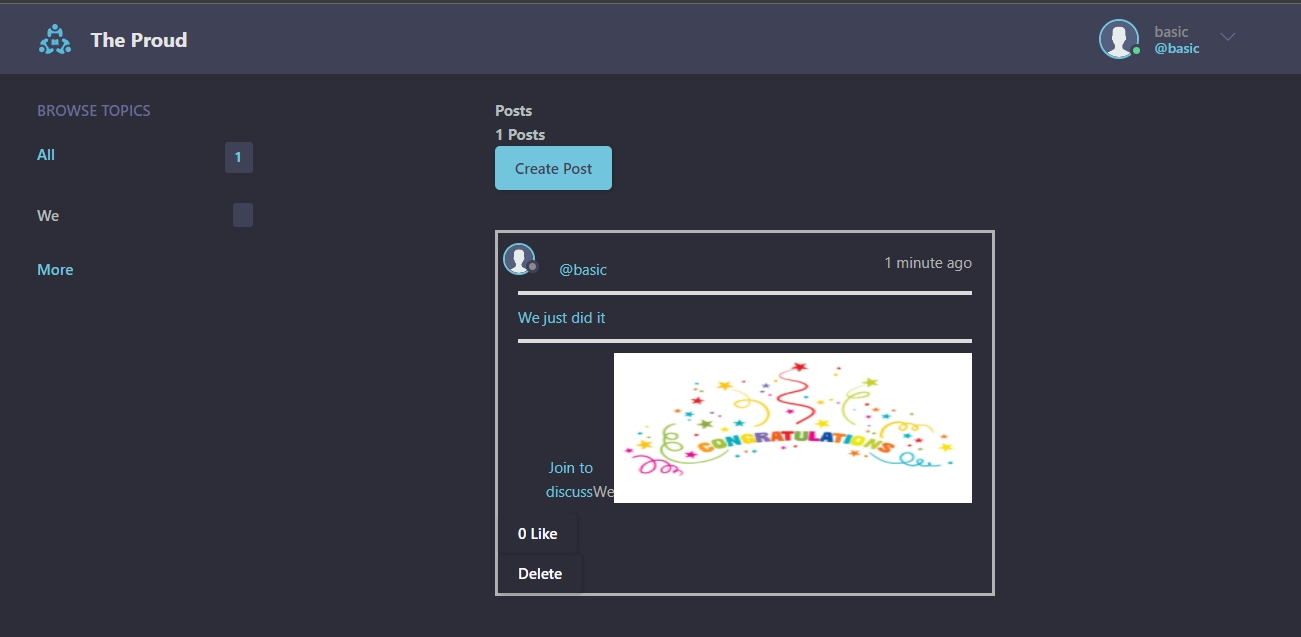 The Proud
basic
@basic
BROWSE TOPICS
All
1
We
More
Posts
1 Posts
Create Post
@basic
1 minute ago
We just did it
CONGRATULATIONS
Join to
discussWe
0 Like
Delete